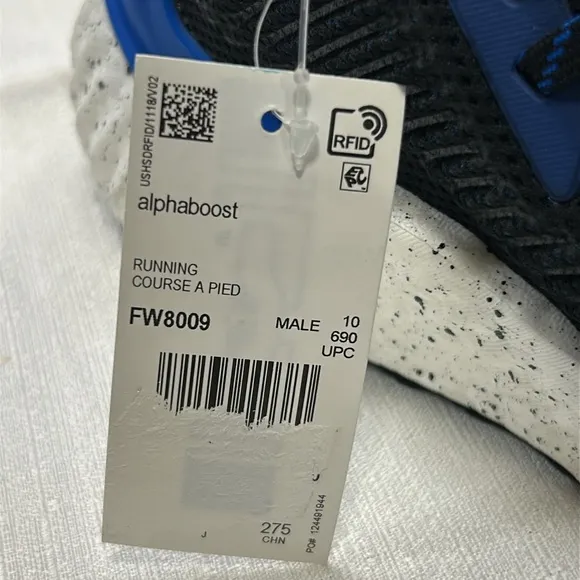 USHSDRFID/1118/V02
RFID
alphaboost
RUNNING
COURSE A PIED
FW8009
MALE 10
690
UPC
J
J
275
CHN
PO# 124491944